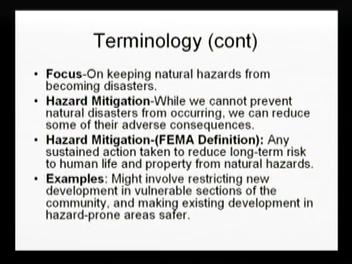 Terminology (cont)
• Focus-On keeping natural hazards from
becoming disasters.
• Hazard Mitigation-While we cannot prevent
natural disasters from occurring, we can reduce
some of their adverse consequences.
• Hazard Mitigation-(FEMA Definition): Any
sustained action taken to reduce long-term risk
to human life and property from natural hazards.
• Examples: Might involve restricting new
development in vulnerable sections of the
community, and making existing development in
hazard-prone areas safer.